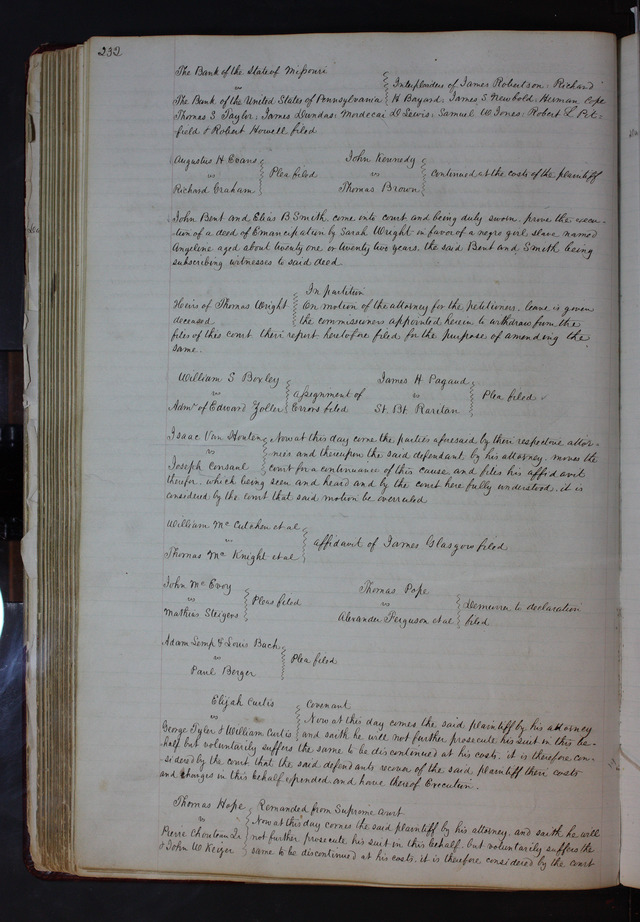 232
The Bank of the State of Missouri
vs
Interpleaders of James Robertson: Richard
The Bank of the United States of Pennsylvania H Bayard: James S Newbold: Herman Cope
Thomas S Taylor: James Dundas: Mordecai D Lewis: Samuel W Jones: Robert L Pit=
field & Robert Howell filed
Augustus H Evans
vs Plea filed
Richard Graham
John Kennedy
vs continued at the costs of the plaintiff
Thomas Brown
John Bent and Elias B Smith come into court and being duly sworn, prove the execu-
tion of a deed of Emancipation by Sarah Wright in favor of a negro girl slave named
Angelene aged about twenty one or twenty two years, the said Bent and Smith being
subscribing witnesses to said deed
In partition
Heirs of Thomas Wright On motion of the attorney for the petitioners, leave is given
deceased the commissioners appointed herein to withdraw from the
files of this court their report heretofore filed for the purpose of amending the
same.
William S Boxley
vs assignment of
Admr of Edward Zolter Errors filed
James H Pagaud
vs Plea filed
St. Bt. Raritan
Isaac Van Houten Now at this day come the parties aforesaid by their respective attor-
vs nies and thereupon the said defendant by his attorney, moves the
Joseph Consaul court for a continuance of this cause, and files his affidavit
therefor, which being seen and heard and by the court here fully understood, it is
considered by the court that said motion be overruled
William Mc Cutchen et al
vs affidavit of James Glasgow filed
Thomas Mc Knight et al
John Mc Evoy
vs Pleas filed
Mathias Steigers
Thomas Pope
vs Demurrer to declaration
Alexander Ferguson et al filed
Adam Lemp & Louis Bach
vs Plea filed
Paul Berger
Elijah Curtis Covenant
vs Now at this day comes the said plaintiff by his attorney
George Tyler & William Curtis and saith he will not further prosecute his suit in this be-
half but voluntarily suffers the same to be discontinued at his costs, it is therefore con-
sidered by the court that the said defendants recover of the said plaintiff their costs
and charges in this behalf expended and have thereof Execution.
Thomas Hope Remanded from Supreme Court
vs Now at this day comes the said plaintiff by his attorney, and saith he will
Pierre Chouteau Jr not further prosecute his suit in this behalf, but voluntarily suffers the
& John W Keizer same to be discontinued at his costs, it is therefore considered by the court